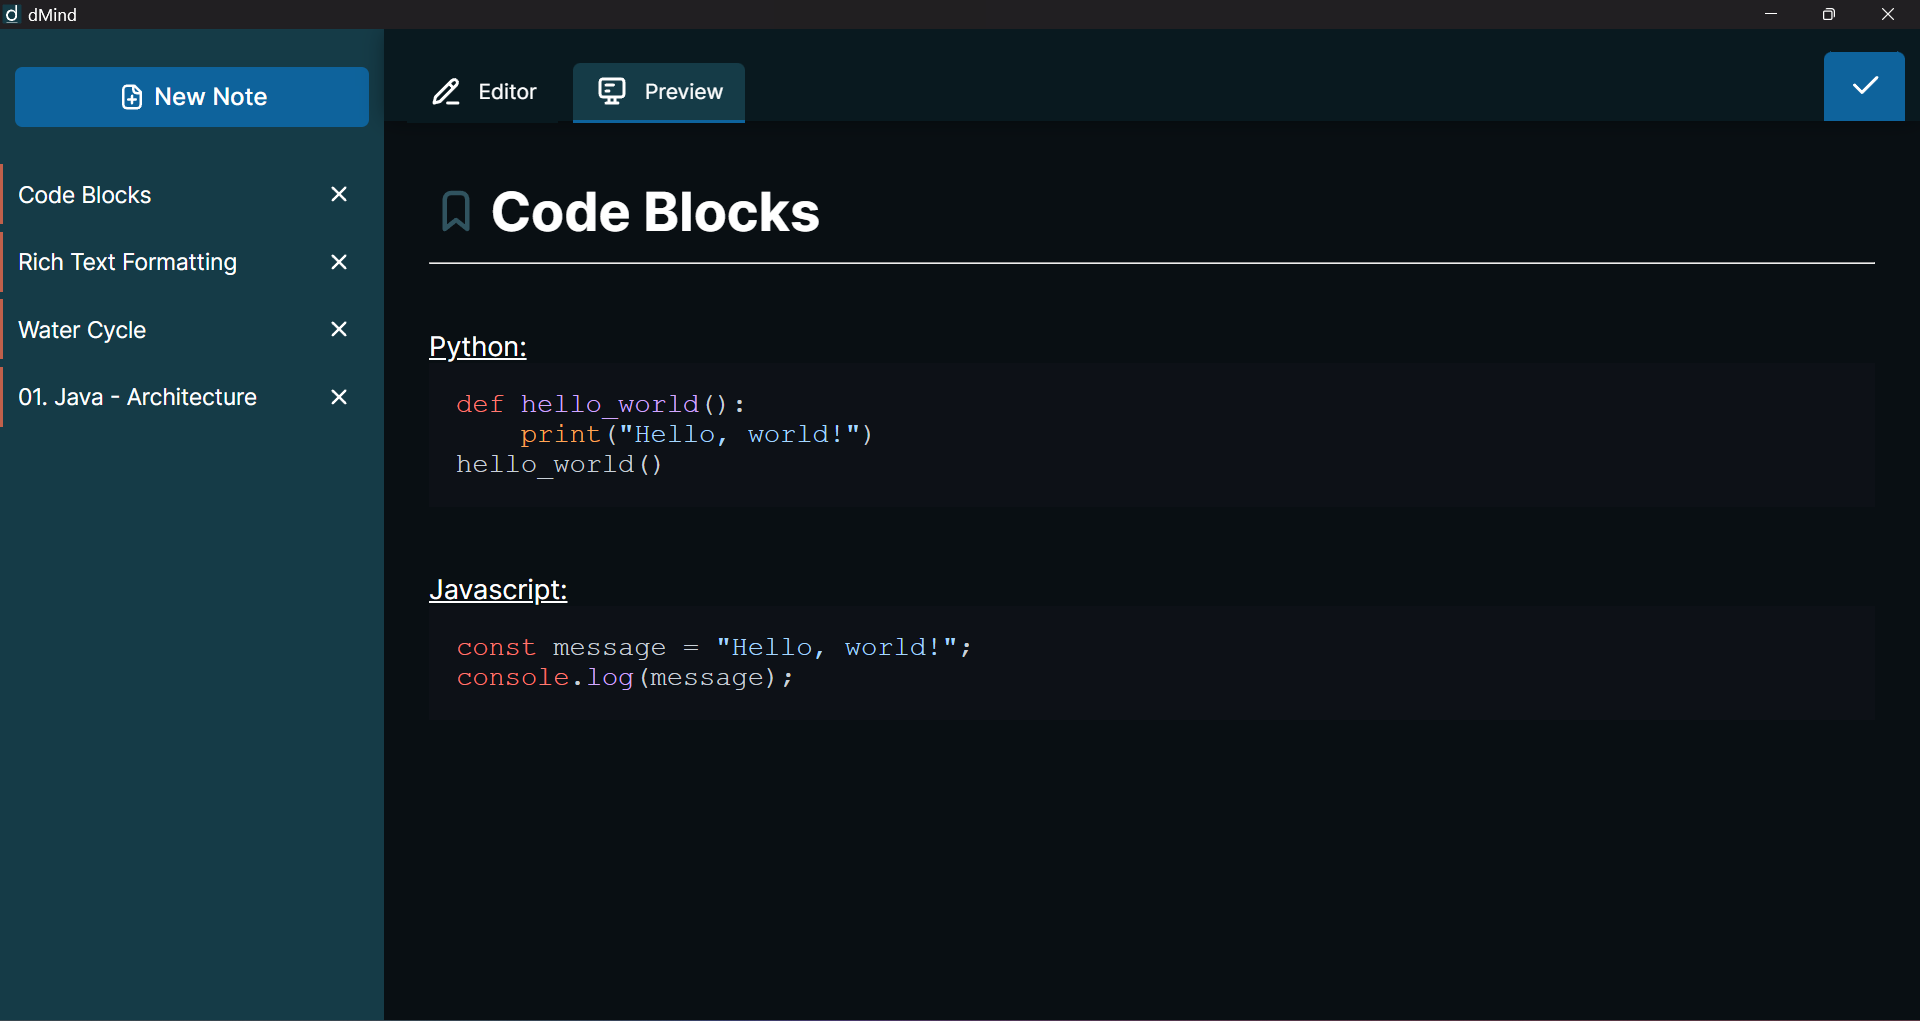 dMind
New Note
Code Blocks
Rich Text Formatting
Water Cycle
01. Java - Architecture
Editor
Preview
Code Blocks
Python:
def hello_world():
    print("Hello, world!")
hello_world()
Javascript:
const message = "Hello, world!";
console.log(message);